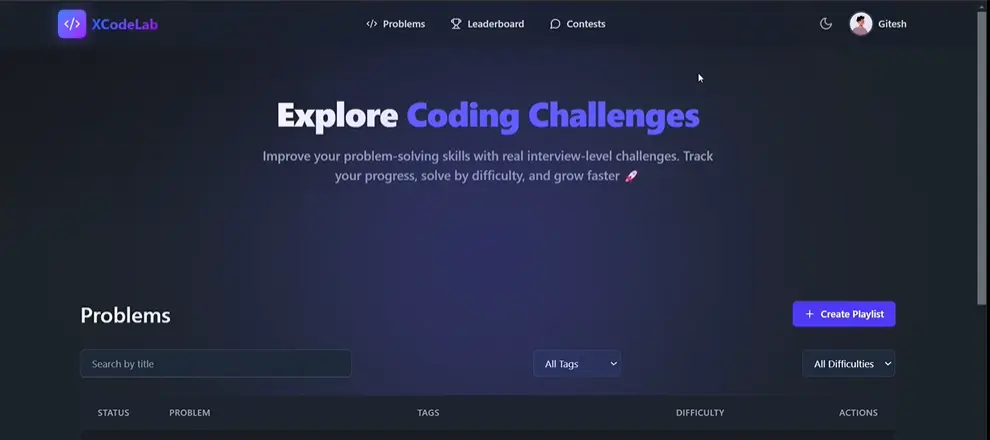 </> XCodeLab
</> Problems Leaderboard Contests
Gitesh
Explore Coding Challenges
Improve your problem-solving skills with real interview-level challenges. Track
your progress, solve by difficulty, and grow faster 🚀
Problems
+ Create Playlist
Search by title
All Tags
All Difficulties
STATUS PROBLEM TAGS DIFFICULTY ACTIONS